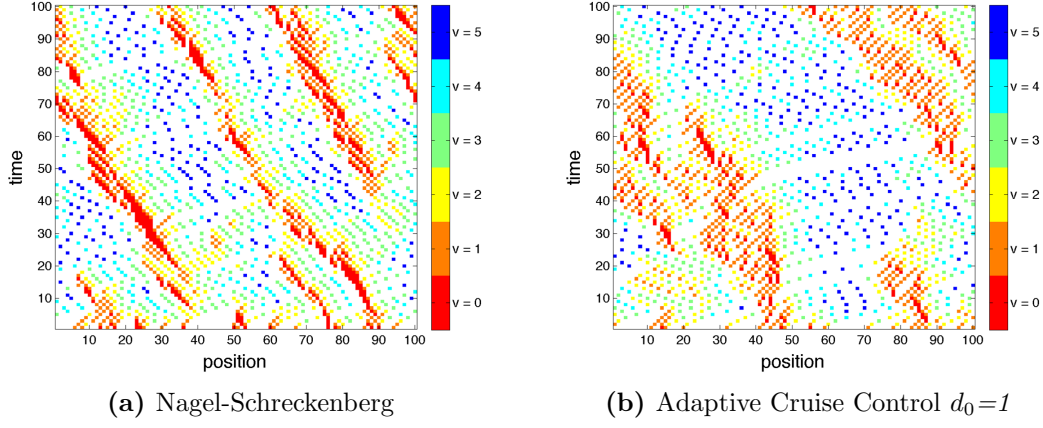 100
90
80
70
60
50
40
30
20
10
time
10 20 30 40 50 60 70 80 90 100
position
v = 5
v = 4
v = 3
v = 2
v = 1
v = 0
(a) Nagel-Schreckenberg
100
90
80
70
60
50
40
30
20
10
time
10 20 30 40 50 60 70 80 90 100
position
v = 5
v = 4
v = 3
v = 2
v = 1
v = 0
(b) Adaptive Cruise Control d₀=1